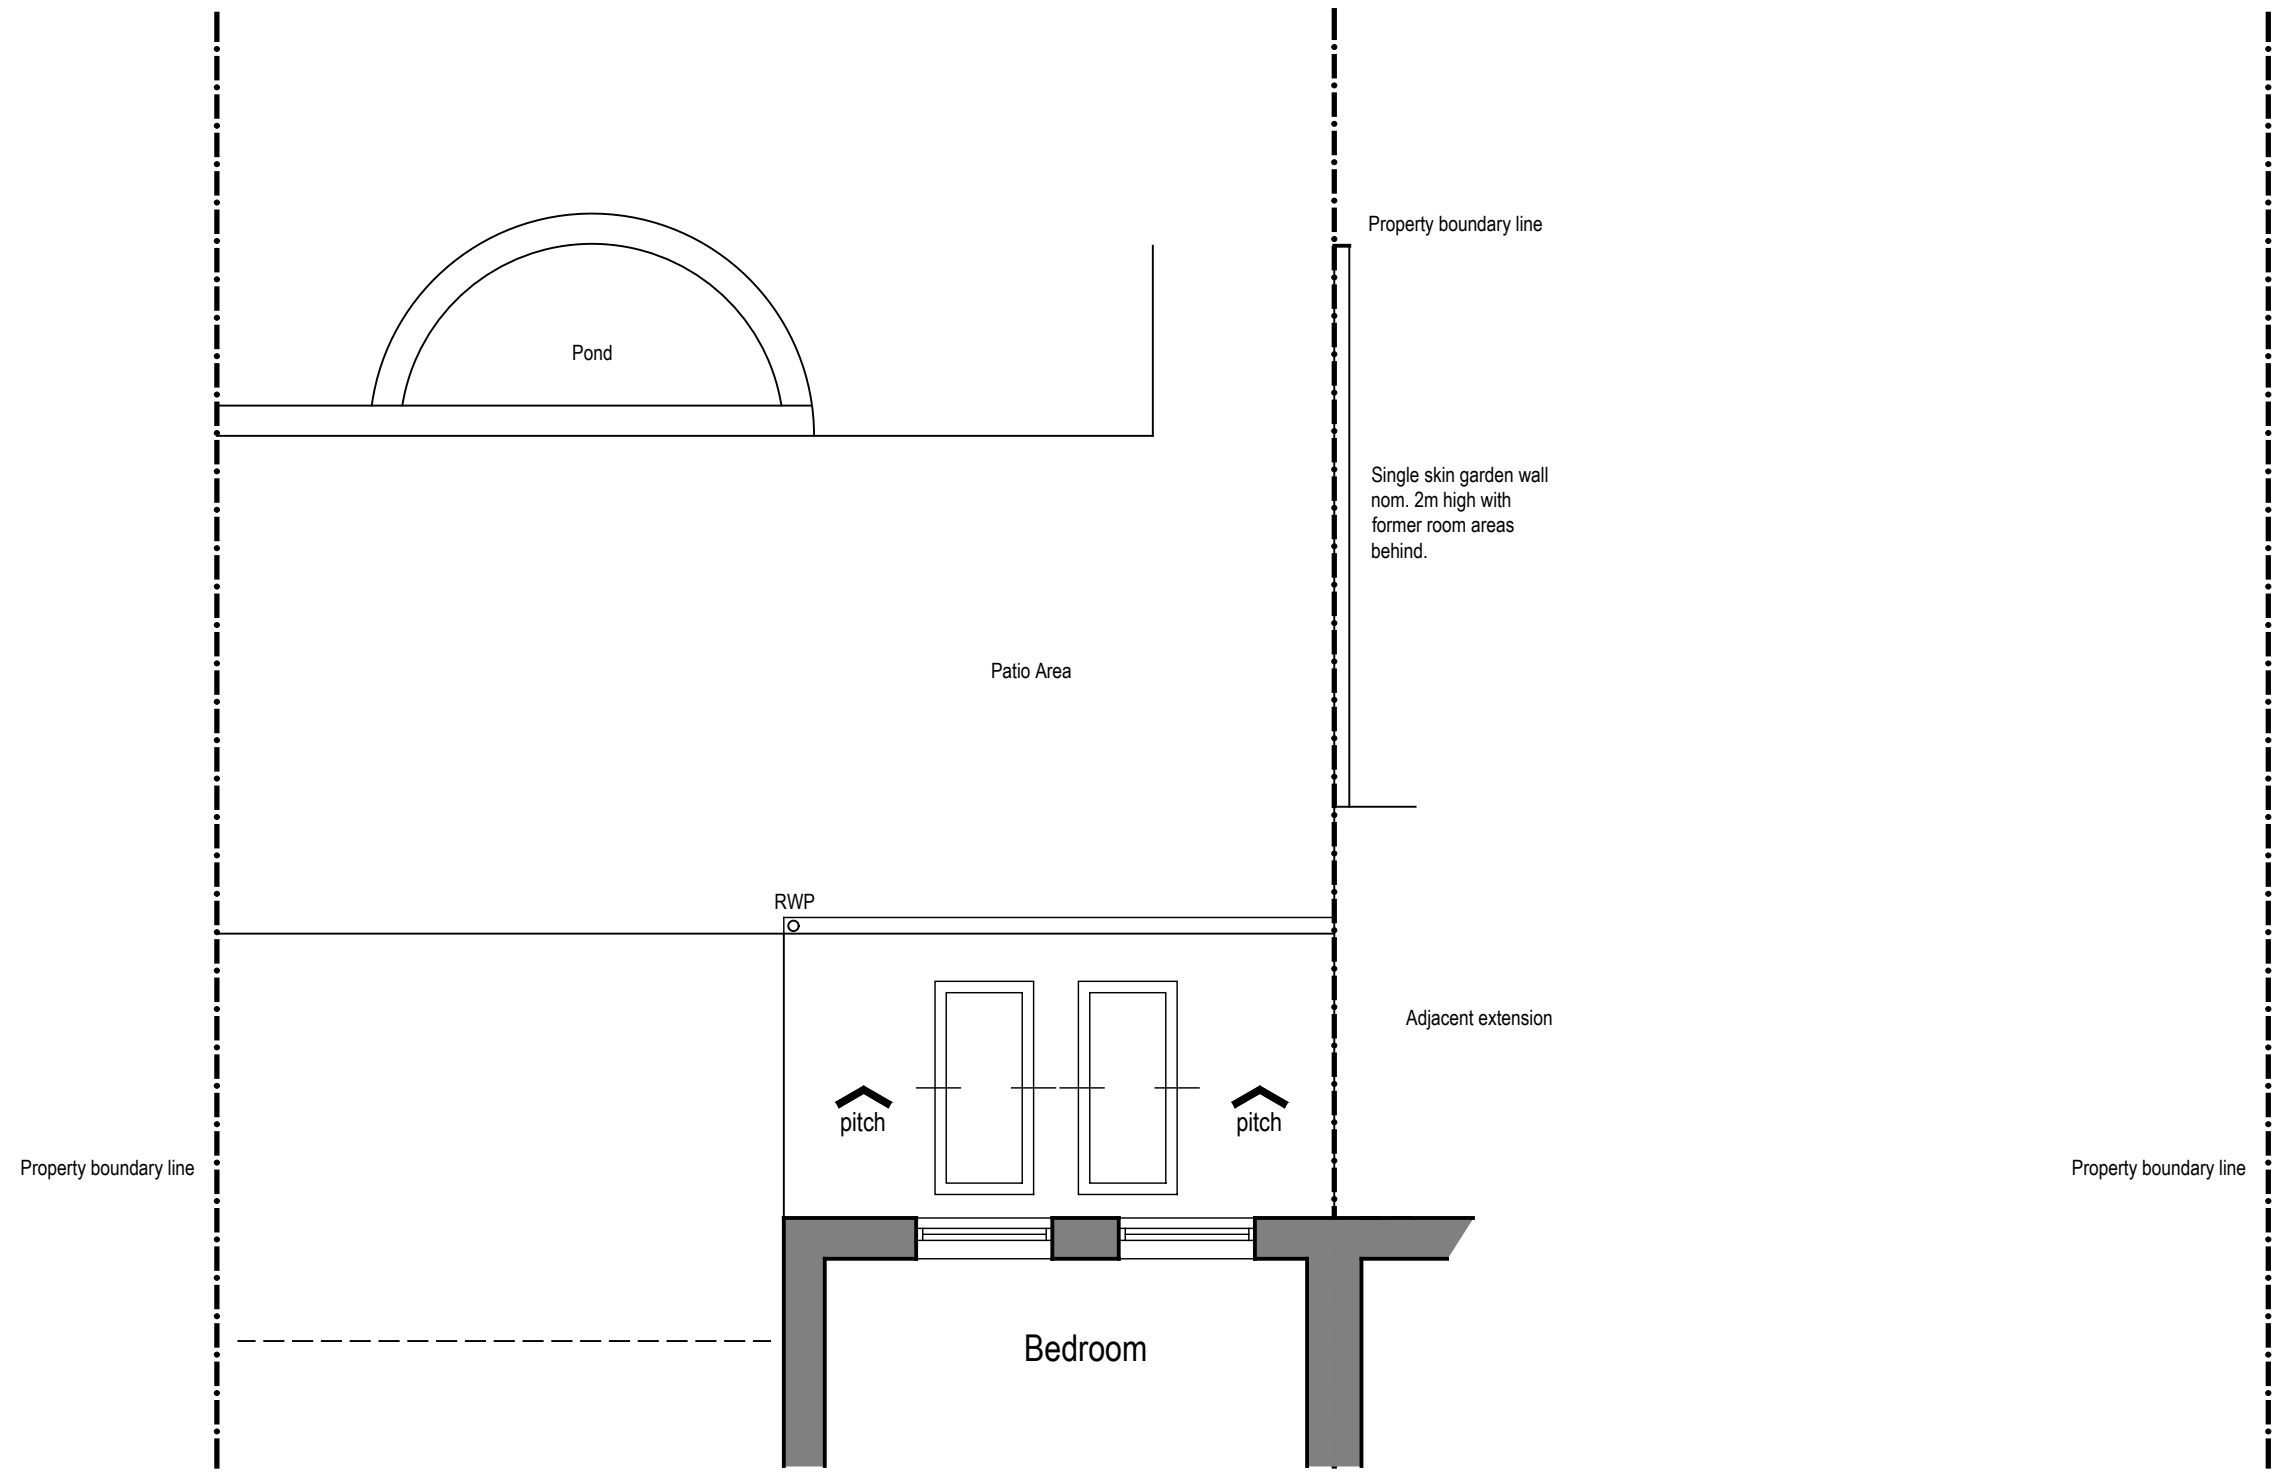 Property boundary line
Pond
Single skin garden wall
nom. 2m high with
former room areas
behind.
Patio Area
RWP
Adjacent extension
pitch
pitch
Property boundary line
Property boundary line
Bedroom